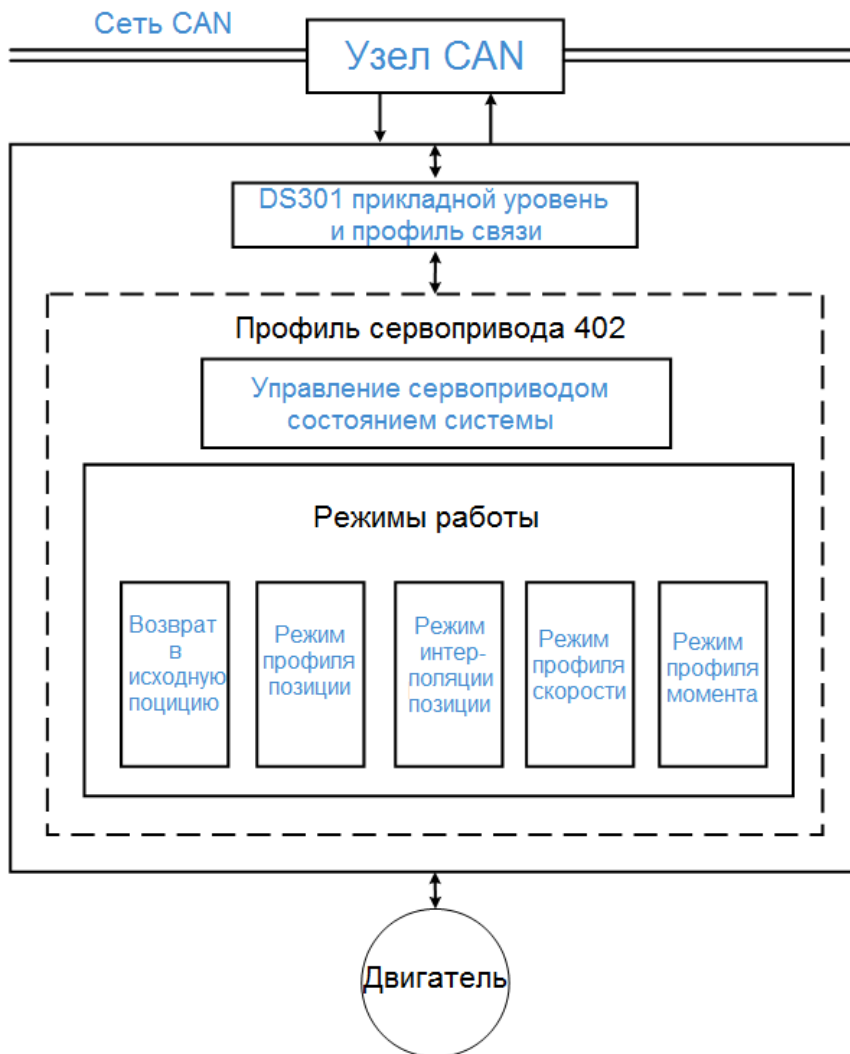 Сеть CAN
Узел CAN
DS301 прикладной уровень
и профиль связи
Профиль сервопривода 402
Управление сервоприводом
состоянием системы
Режимы работы
Возврат
в
исходную
поцицию
Режим
профиля
позиции
Режим
интер-
поляции
позиции
Режим
профиля
скорости
Режим
профиля
момента
Двигатель